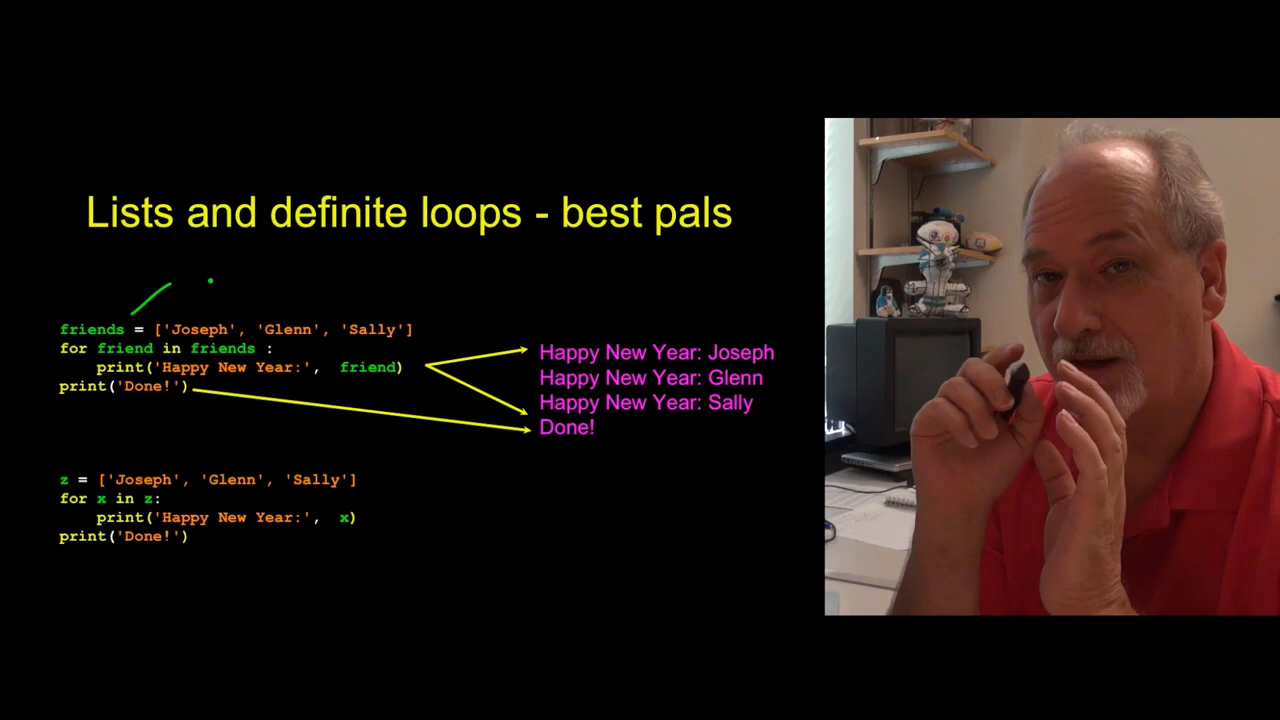 Lists and definite loops - best pals
friends = ['Joseph', 'Glenn', 'Sally']
for friend in friends :
    print('Happy New Year:',  friend)
print('Done!')
Happy New Year: Joseph
Happy New Year: Glenn
Happy New Year: Sally
Done!
z = ['Joseph', 'Glenn', 'Sally']
for x in z:
    print('Happy New Year:',  x)
print('Done!')